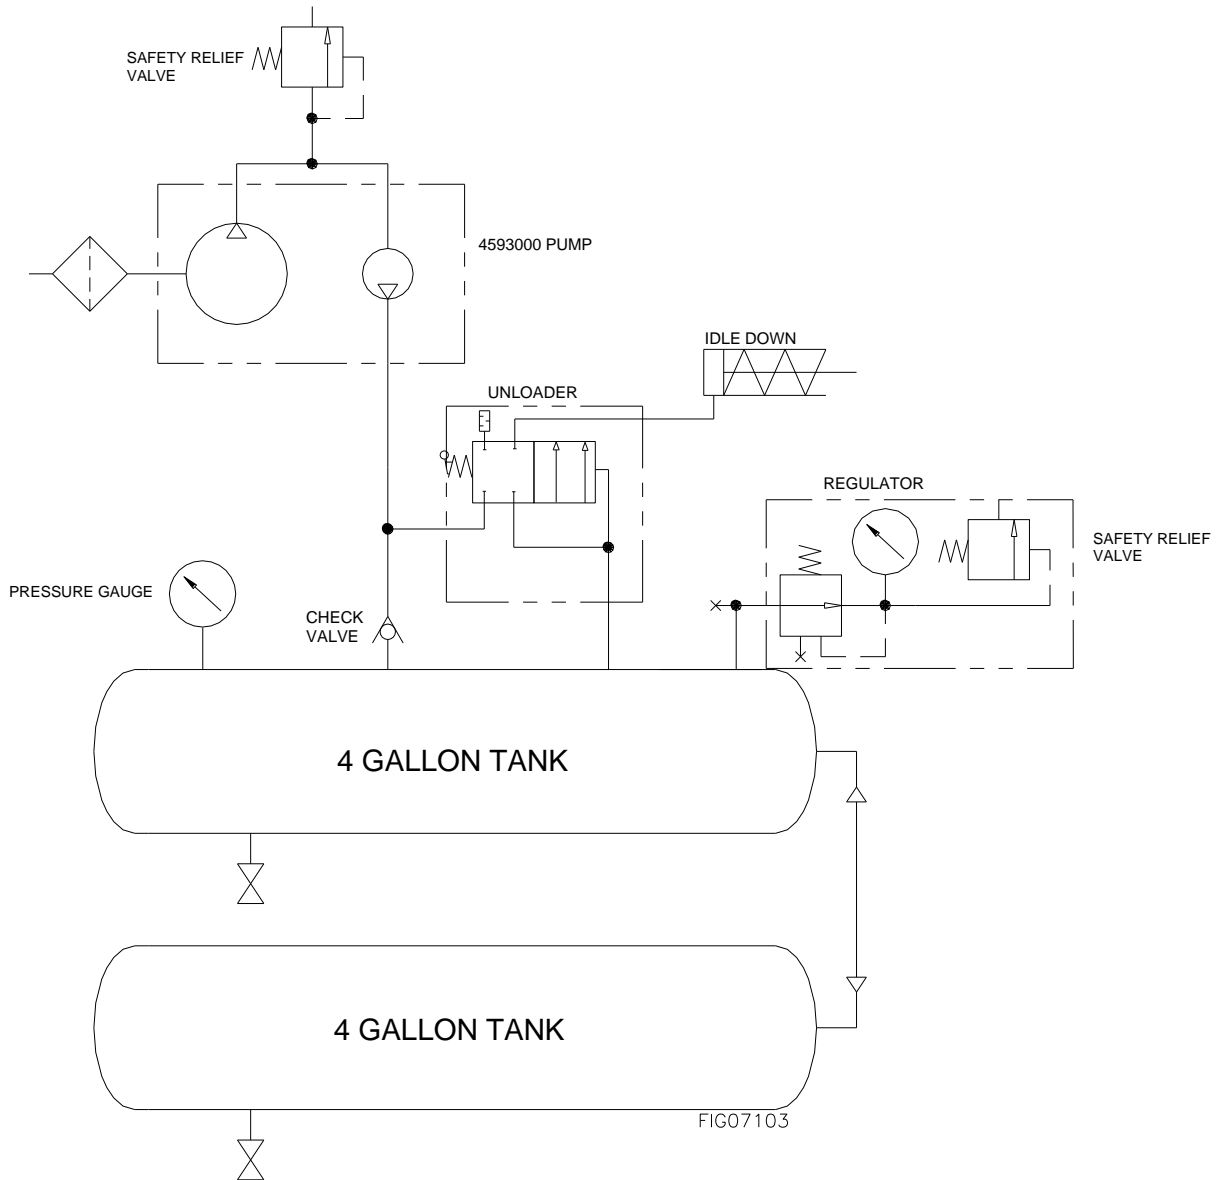 SAFETY RELIEF
VALVE
4593000 PUMP
IDLE DOWN
UNLOADER
REGULATOR
SAFETY RELIEF
VALVE
PRESSURE GAUGE
CHECK
VALVE
4 GALLON TANK
4 GALLON TANK
FIG07103